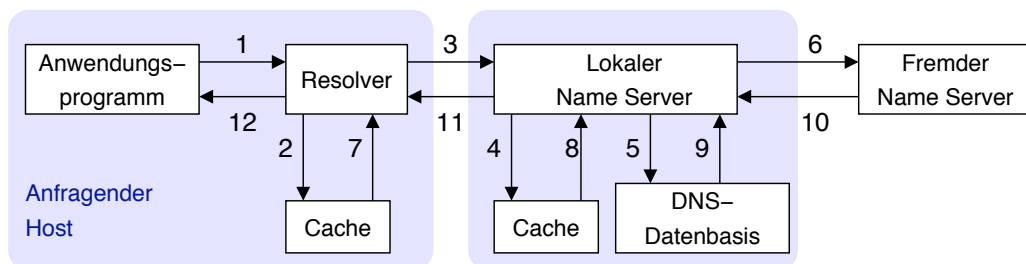 1
3
6
Anwendungs–
programm
Resolver
Lokaler
Name Server
Fremder
Name Server
12
11
10
2
7
4
8
5
9
Anfragender
Host
Cache
Cache
DNS–
Datenbasis